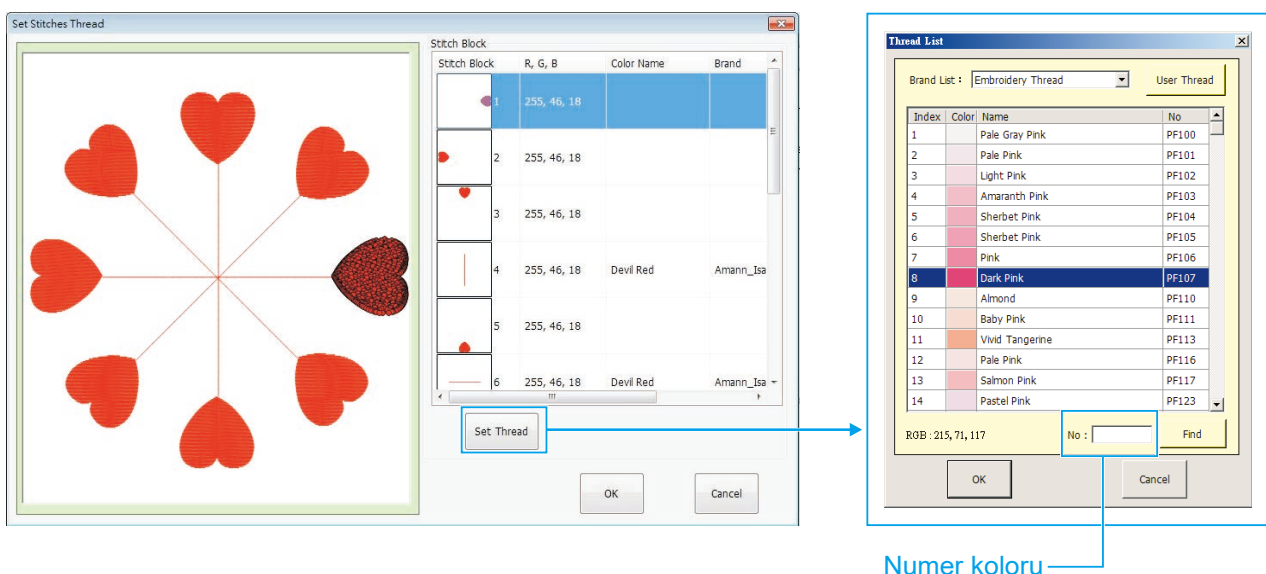 Set Stitches Thread
Stitch Block
Stitch Block R, G, B Color Name Brand
1 255, 46, 18
2 255, 46, 18
3 255, 46, 18
4 255, 46, 18 Devil Red Amann_Isa
5 255, 46, 18
6 255, 46, 18 Devil Red Amann_Isa
Set Thread
OK Cancel
Thread List
Brand List : Embroidery Thread User Thread
Index Color Name No
1 Pale Gray Pink PF100
2 Pale Pink PF101
3 Light Pink PF102
4 Amaranth Pink PF103
5 Sherbet Pink PF104
6 Sherbet Pink PF105
7 Pink PF106
8 Dark Pink PF107
9 Almond PF110
10 Baby Pink PF111
11 Vivid Tangerine PF113
12 Pale Pink PF116
13 Salmon Pink PF117
14 Pastel Pink PF123
RGB : 215, 71, 117 No : Find
OK Cancel
Numer koloru